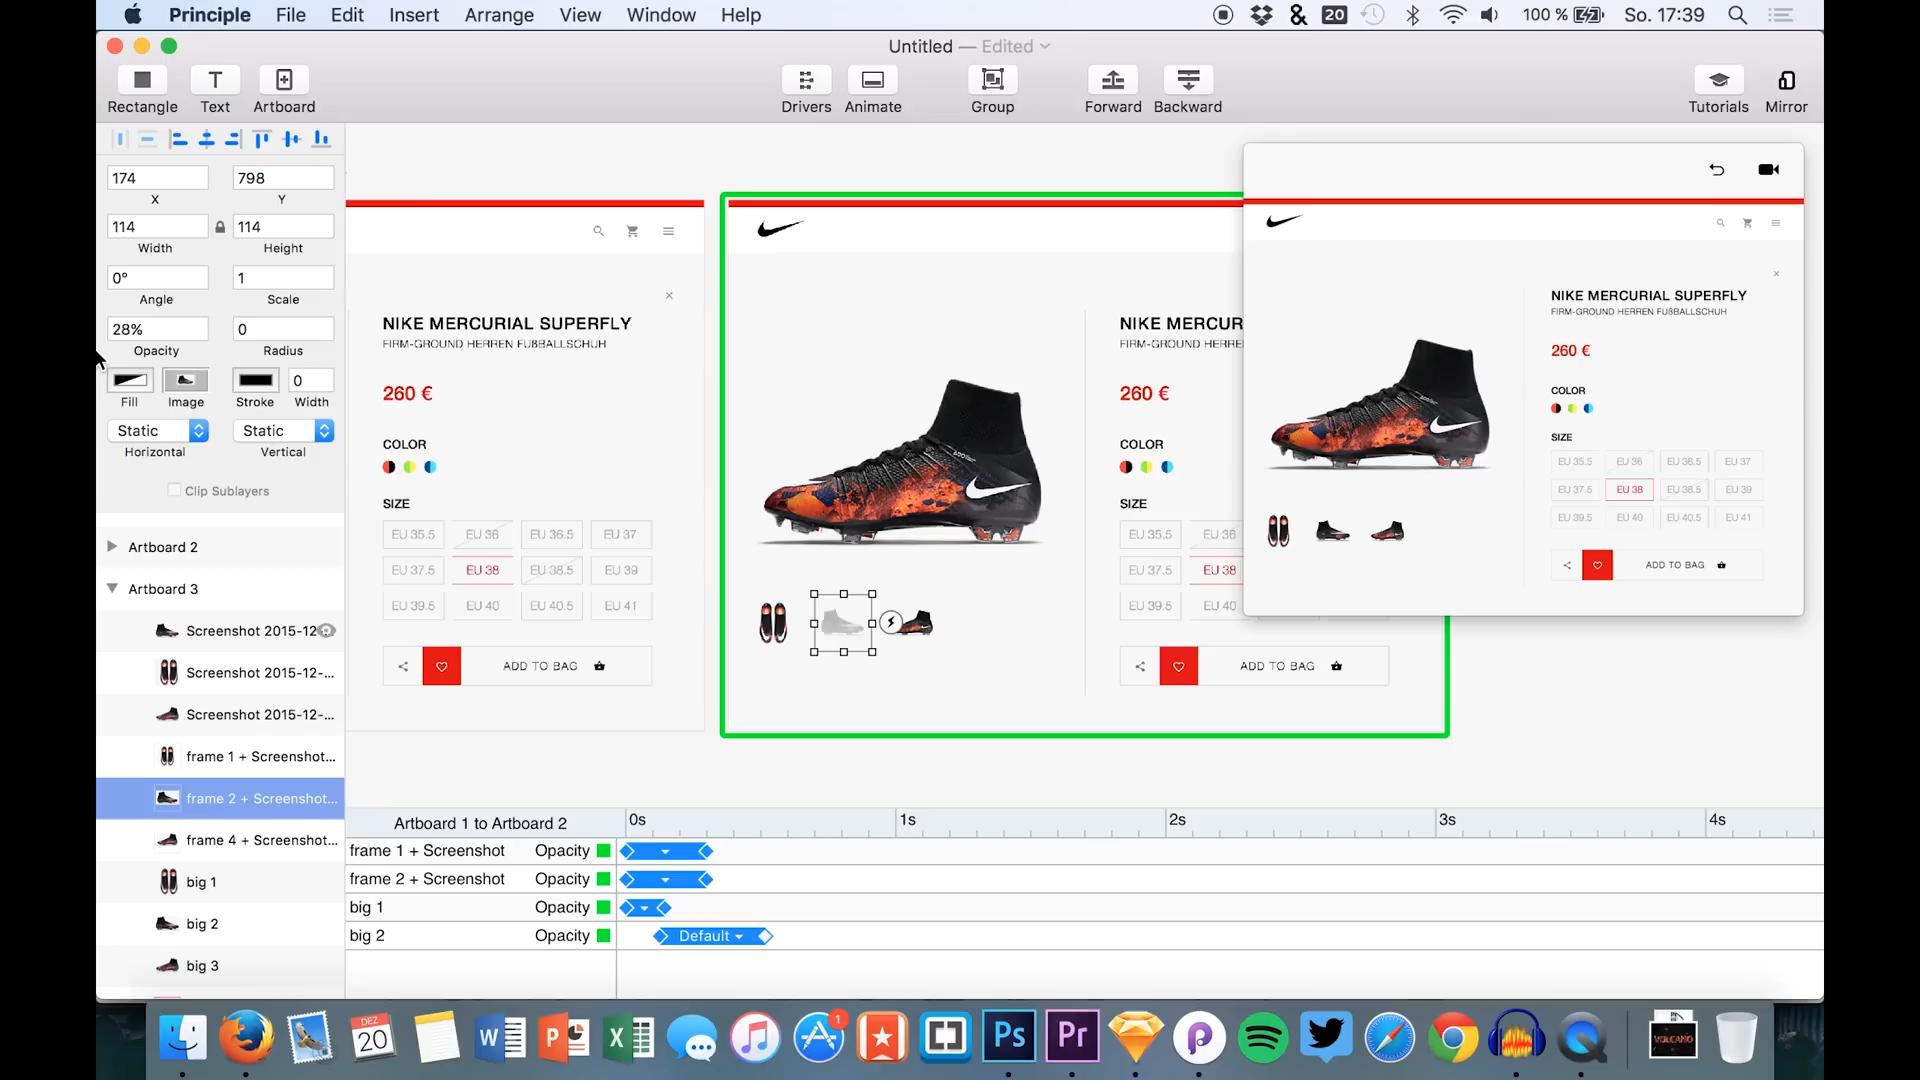 Principle File Edit Insert Arrange View Window Help 20 100 % So. 17:39
Untitled — Edited
Rectangle Text Artboard Drivers Animate Group Forward Backward Tutorials Mirror
174 798
X Y
114 114
Width Height
0° 1
Angle Scale
28% 0
Opacity Radius
0
Fill Image Stroke Width
Static Static
Horizontal Vertical
Clip Sublayers
Artboard 2
Artboard 3
Screenshot 2015-12
Screenshot 2015-12-...
Screenshot 2015-12-...
frame 1 + Screenshot...
frame 2 + Screenshot...
frame 4 + Screenshot...
big 1
big 2
big 3
NIKE MERCURIAL SUPERFLY
FIRM-GROUND HERREN FUßBALLSCHUH
260 €
COLOR
SIZE
EU 35.5 EU 36 EU 36.5 EU 37
EU 37.5 EU 38 EU 38.5 EU 39
EU 39.5 EU 40 EU 40.5 EU 41
ADD TO BAG
NIKE MERCUR
FIRM-GROUND HERRE
260 €
COLOR
SIZE
EU 35.5 EU 36
EU 37.5 EU 38
EU 39.5 EU 40
ADD TO BAG
NIKE MERCURIAL SUPERFLY
FIRM-GROUND HERREN FUßBALLSCHUH
260 €
COLOR
SIZE
EU 35.5 EU 36 EU 36.5 EU 37
EU 37.5 EU 38 EU 38.5 EU 39
EU 39.5 EU 40 EU 40.5 EU 41
ADD TO BAG
Artboard 1 to Artboard 2 0s 1s 2s 3s 4s
frame 1 + Screenshot Opacity
frame 2 + Screenshot Opacity
big 1 Opacity
big 2 Opacity Default
DEZ
20
1
Ps Pr
VOLCANO